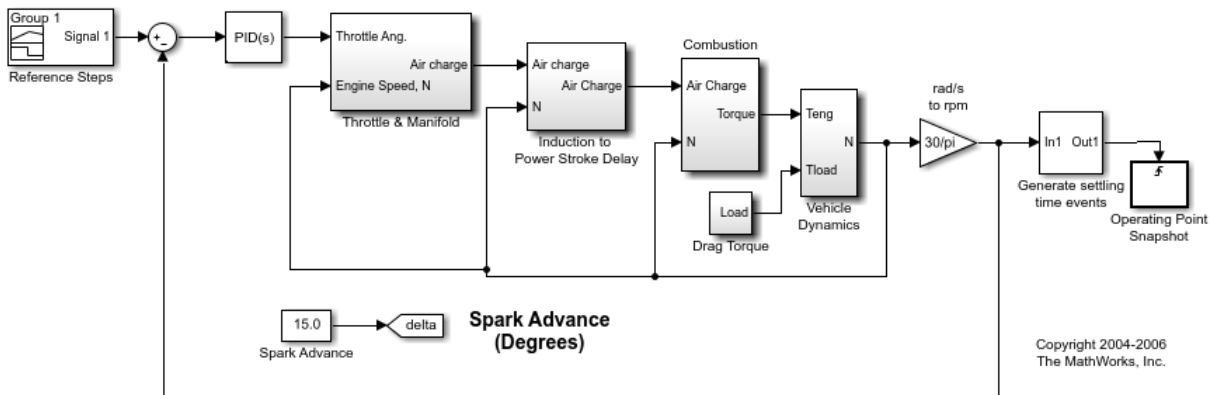 Group 1
Signal 1
Reference Steps
+
−
PID(s)
Throttle Ang.
Air charge
Engine Speed, N
Throttle & Manifold
Air charge
Air Charge
N
Induction to
Power Stroke Delay
Combustion
Air Charge
Torque
N
Teng
N
Tload
Vehicle
Dynamics
Load
Drag Torque
rad/s
to rpm
30/pi
In1 Out1
Generate settling
time events
Operating Point
Snapshot
15.0
Spark Advance
delta
Spark Advance
(Degrees)
Copyright 2004-2006
The MathWorks, Inc.